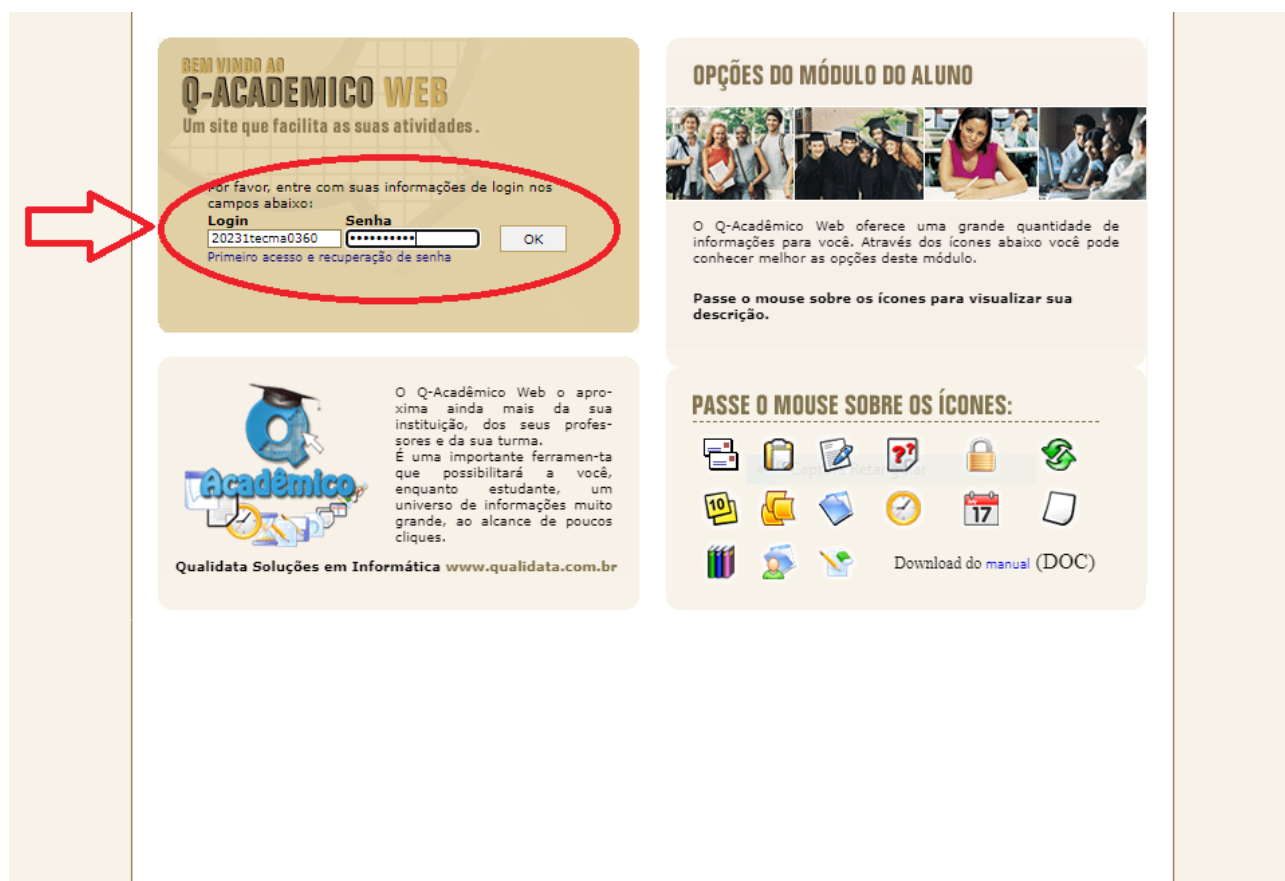 BEM VINDO AO
Q-ACADEMICO WEB
Um site que facilita as suas atividades.
Por favor, entre com suas informações de login nos
campos abaixo:
Login Senha
20231tecma0360 •••••••••• OK
Primeiro acesso e recuperação de senha
OPÇÕES DO MÓDULO DO ALUNO
O Q-Acadêmico Web oferece uma grande quantidade de
informações para você. Através dos ícones abaixo você pode
conhecer melhor as opções deste módulo.
Passe o mouse sobre os ícones para visualizar sua
descrição.
Acadêmico
O Q-Acadêmico Web o apro-
xima ainda mais da sua
instituição, dos seus profes-
sores e da sua turma.
É uma importante ferramen-ta
que possibilitará a você,
enquanto estudante, um
universo de informações muito
grande, ao alcance de poucos
cliques.
Qualidata Soluções em Informática www.qualidata.com.br
PASSE O MOUSE SOBRE OS ÍCONES:
10
July
17
Download do manual (DOC)